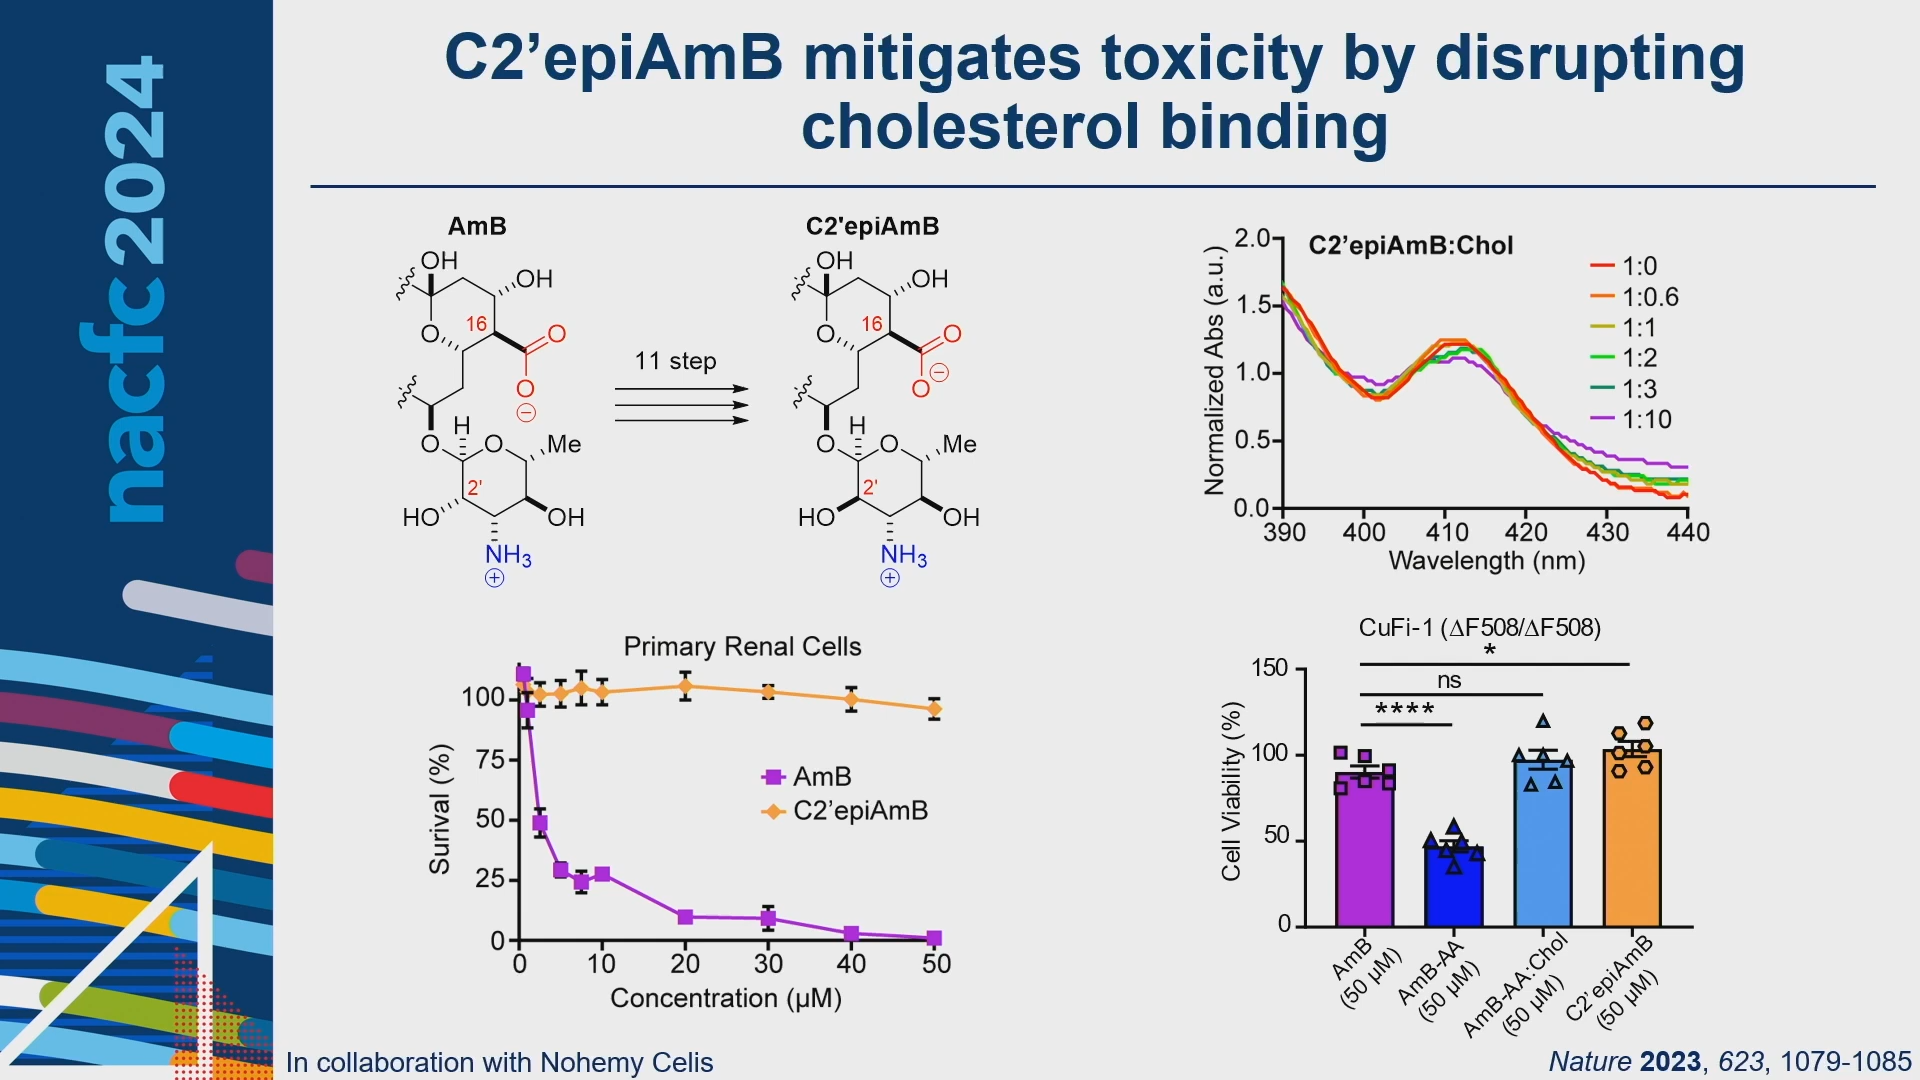 nacfc2024
C2’epiAmB mitigates toxicity by disrupting
cholesterol binding
AmB
OH
OH
16
O
O
O
⊖
H
O
O
Me
2'
HO
OH
NH3
⊕
11 step
C2'epiAmB
OH
OH
16
O
O
O
⊖
H
O
O
Me
2'
HO
OH
NH3
⊕
C2’epiAmB:Chol
Normalized Abs (a.u.)
2.0
1.5
1.0
0.5
0.0
390 400 410 420 430 440
Wavelength (nm)
1:0
1:0.6
1:1
1:2
1:3
1:10
Primary Renal Cells
Survival (%)
100
75
50
25
0
0 10 20 30 40 50
Concentration (μM)
AmB
C2’epiAmB
CuFi-1 (ΔF508/ΔF508)
*
ns
****
Cell Viability (%)
150
100
50
0
AmB
(50 μM)
AmB-AA
(50 μM)
AmB-AA:Chol
(50 μM)
C2’epiAmB
(50 μM)
In collaboration with Nohemy Celis
Nature 2023, 623, 1079-1085